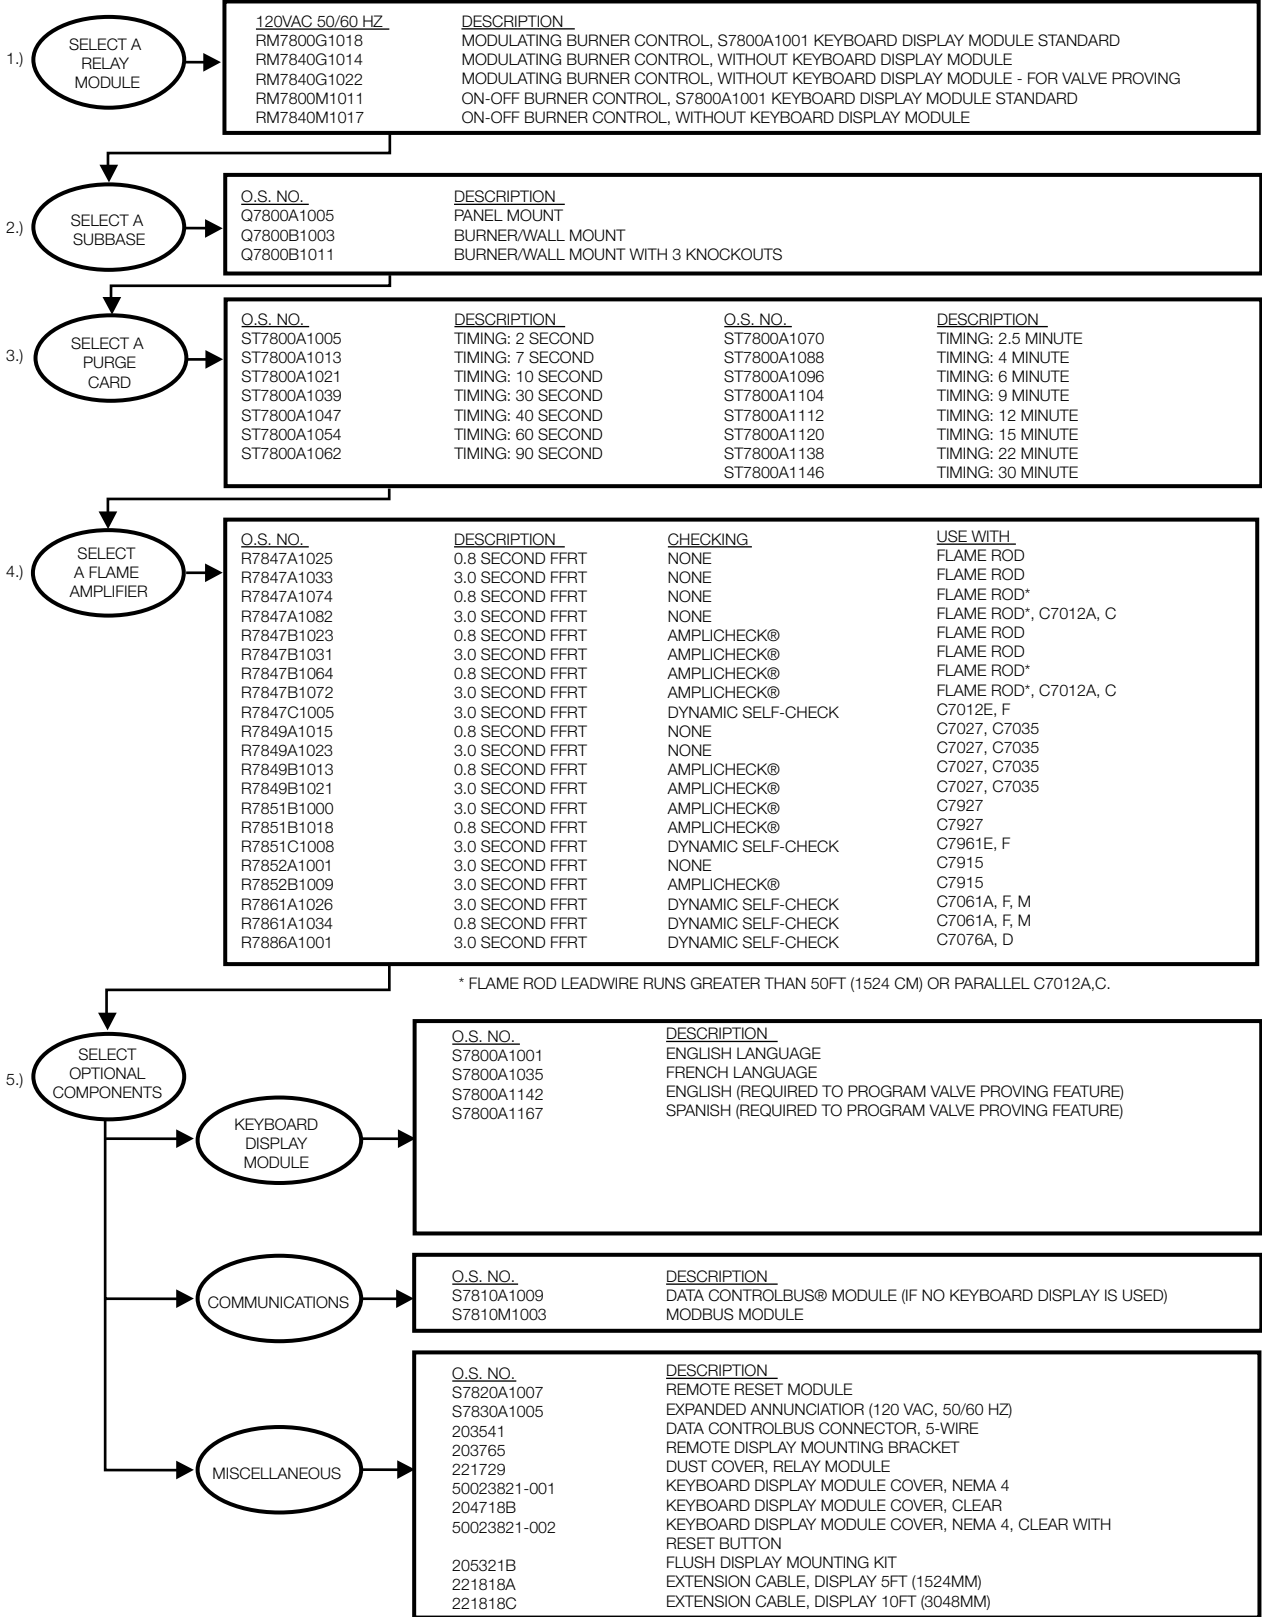 1.)
SELECT A
RELAY
MODULE
120VAC 50/60 HZ DESCRIPTION
RM7800G1018 MODULATING BURNER CONTROL, S7800A1001 KEYBOARD DISPLAY MODULE STANDARD
RM7840G1014 MODULATING BURNER CONTROL, WITHOUT KEYBOARD DISPLAY MODULE
RM7840G1022 MODULATING BURNER CONTROL, WITHOUT KEYBOARD DISPLAY MODULE - FOR VALVE PROVING
RM7800M1011 ON-OFF BURNER CONTROL, S7800A1001 KEYBOARD DISPLAY MODULE STANDARD
RM7840M1017 ON-OFF BURNER CONTROL, WITHOUT KEYBOARD DISPLAY MODULE
2.)
SELECT A
SUBBASE
O.S. NO. DESCRIPTION
Q7800A1005 PANEL MOUNT
Q7800B1003 BURNER/WALL MOUNT
Q7800B1011 BURNER/WALL MOUNT WITH 3 KNOCKOUTS
3.)
SELECT A
PURGE
CARD
O.S. NO. DESCRIPTION O.S. NO. DESCRIPTION
ST7800A1005 TIMING: 2 SECOND ST7800A1070 TIMING: 2.5 MINUTE
ST7800A1013 TIMING: 7 SECOND ST7800A1088 TIMING: 4 MINUTE
ST7800A1021 TIMING: 10 SECOND ST7800A1096 TIMING: 6 MINUTE
ST7800A1039 TIMING: 30 SECOND ST7800A1104 TIMING: 9 MINUTE
ST7800A1047 TIMING: 40 SECOND ST7800A1112 TIMING: 12 MINUTE
ST7800A1054 TIMING: 60 SECOND ST7800A1120 TIMING: 15 MINUTE
ST7800A1062 TIMING: 90 SECOND ST7800A1138 TIMING: 22 MINUTE
ST7800A1146 TIMING: 30 MINUTE
4.)
SELECT
A FLAME
AMPLIFIER
O.S. NO. DESCRIPTION CHECKING USE WITH
R7847A1025 0.8 SECOND FFRT NONE FLAME ROD
R7847A1033 3.0 SECOND FFRT NONE FLAME ROD
R7847A1074 0.8 SECOND FFRT NONE FLAME ROD*
R7847A1082 3.0 SECOND FFRT NONE FLAME ROD*, C7012A, C
R7847B1023 0.8 SECOND FFRT AMPLICHECK® FLAME ROD
R7847B1031 3.0 SECOND FFRT AMPLICHECK® FLAME ROD
R7847B1064 0.8 SECOND FFRT AMPLICHECK® FLAME ROD*
R7847B1072 3.0 SECOND FFRT AMPLICHECK® FLAME ROD*, C7012A, C
R7847C1005 3.0 SECOND FFRT DYNAMIC SELF-CHECK C7012E, F
R7849A1015 0.8 SECOND FFRT NONE C7027, C7035
R7849A1023 3.0 SECOND FFRT NONE C7027, C7035
R7849B1013 0.8 SECOND FFRT AMPLICHECK® C7027, C7035
R7849B1021 3.0 SECOND FFRT AMPLICHECK® C7027, C7035
R7851B1000 3.0 SECOND FFRT AMPLICHECK® C7927
R7851B1018 0.8 SECOND FFRT AMPLICHECK® C7927
R7851C1008 3.0 SECOND FFRT DYNAMIC SELF-CHECK C7961E, F
R7852A1001 3.0 SECOND FFRT NONE C7915
R7852B1009 3.0 SECOND FFRT AMPLICHECK® C7915
R7861A1026 3.0 SECOND FFRT DYNAMIC SELF-CHECK C7061A, F, M
R7861A1034 0.8 SECOND FFRT DYNAMIC SELF-CHECK C7061A, F, M
R7886A1001 3.0 SECOND FFRT DYNAMIC SELF-CHECK C7076A, D
* FLAME ROD LEADWIRE RUNS GREATER THAN 50FT (1524 CM) OR PARALLEL C7012A,C.
5.)
SELECT
OPTIONAL
COMPONENTS
KEYBOARD
DISPLAY
MODULE
O.S. NO. DESCRIPTION
S7800A1001 ENGLISH LANGUAGE
S7800A1035 FRENCH LANGUAGE
S7800A1142 ENGLISH (REQUIRED TO PROGRAM VALVE PROVING FEATURE)
S7800A1167 SPANISH (REQUIRED TO PROGRAM VALVE PROVING FEATURE)
COMMUNICATIONS
O.S. NO. DESCRIPTION
S7810A1009 DATA CONTROLBUS® MODULE (IF NO KEYBOARD DISPLAY IS USED)
S7810M1003 MODBUS MODULE
MISCELLANEOUS
O.S. NO. DESCRIPTION
S7820A1007 REMOTE RESET MODULE
S7830A1005 EXPANDED ANNUNCIATIOR (120 VAC, 50/60 HZ)
203541 DATA CONTROLBUS CONNECTOR, 5-WIRE
203765 REMOTE DISPLAY MOUNTING BRACKET
221729 DUST COVER, RELAY MODULE
50023821-001 KEYBOARD DISPLAY MODULE COVER, NEMA 4
204718B KEYBOARD DISPLAY MODULE COVER, CLEAR
50023821-002 KEYBOARD DISPLAY MODULE COVER, NEMA 4, CLEAR WITH
RESET BUTTON
205321B FLUSH DISPLAY MOUNTING KIT
221818A EXTENSION CABLE, DISPLAY 5FT (1524MM)
221818C EXTENSION CABLE, DISPLAY 10FT (3048MM)